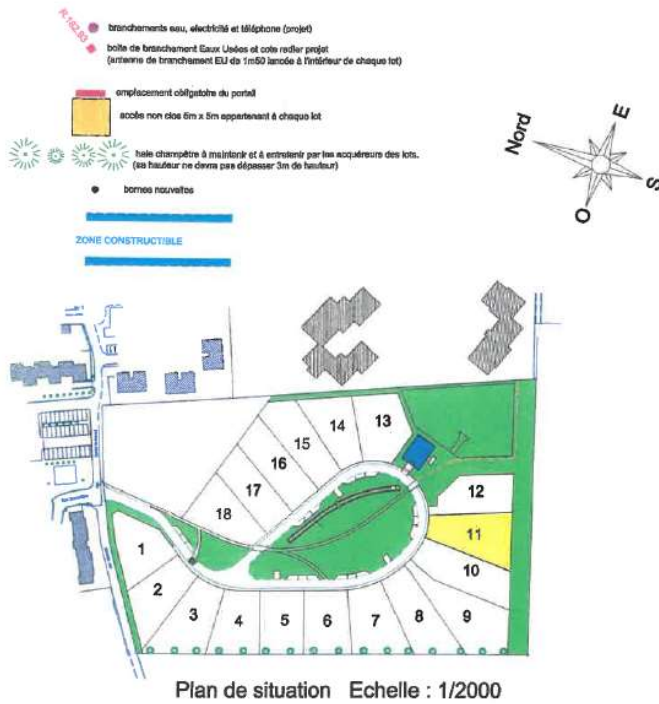 R.162.93
branchements eau, electricité et téléphone (projet)
boite de branchement Eaux Usées et cote radier projet
(antenne de branchement EU de 1m50 lancée à l'intérieur de chaque lot)
emplacement obligatoire du portail
accès non clos 5m x 5m appartenant à chaque lot
haie champêtre à maintenir et à entretenir par les acquéreurs des lots.
(sa hauteur ne devra pas dépasser 3m de hauteur)
bornes nouvelles
ZONE CONSTRUCTIBLE
Nord
E
S
O
13
14
15
16
17
18
12
11
10
1
2
3
4
5
6
7
8
9
Plan de situation Echelle : 1/2000